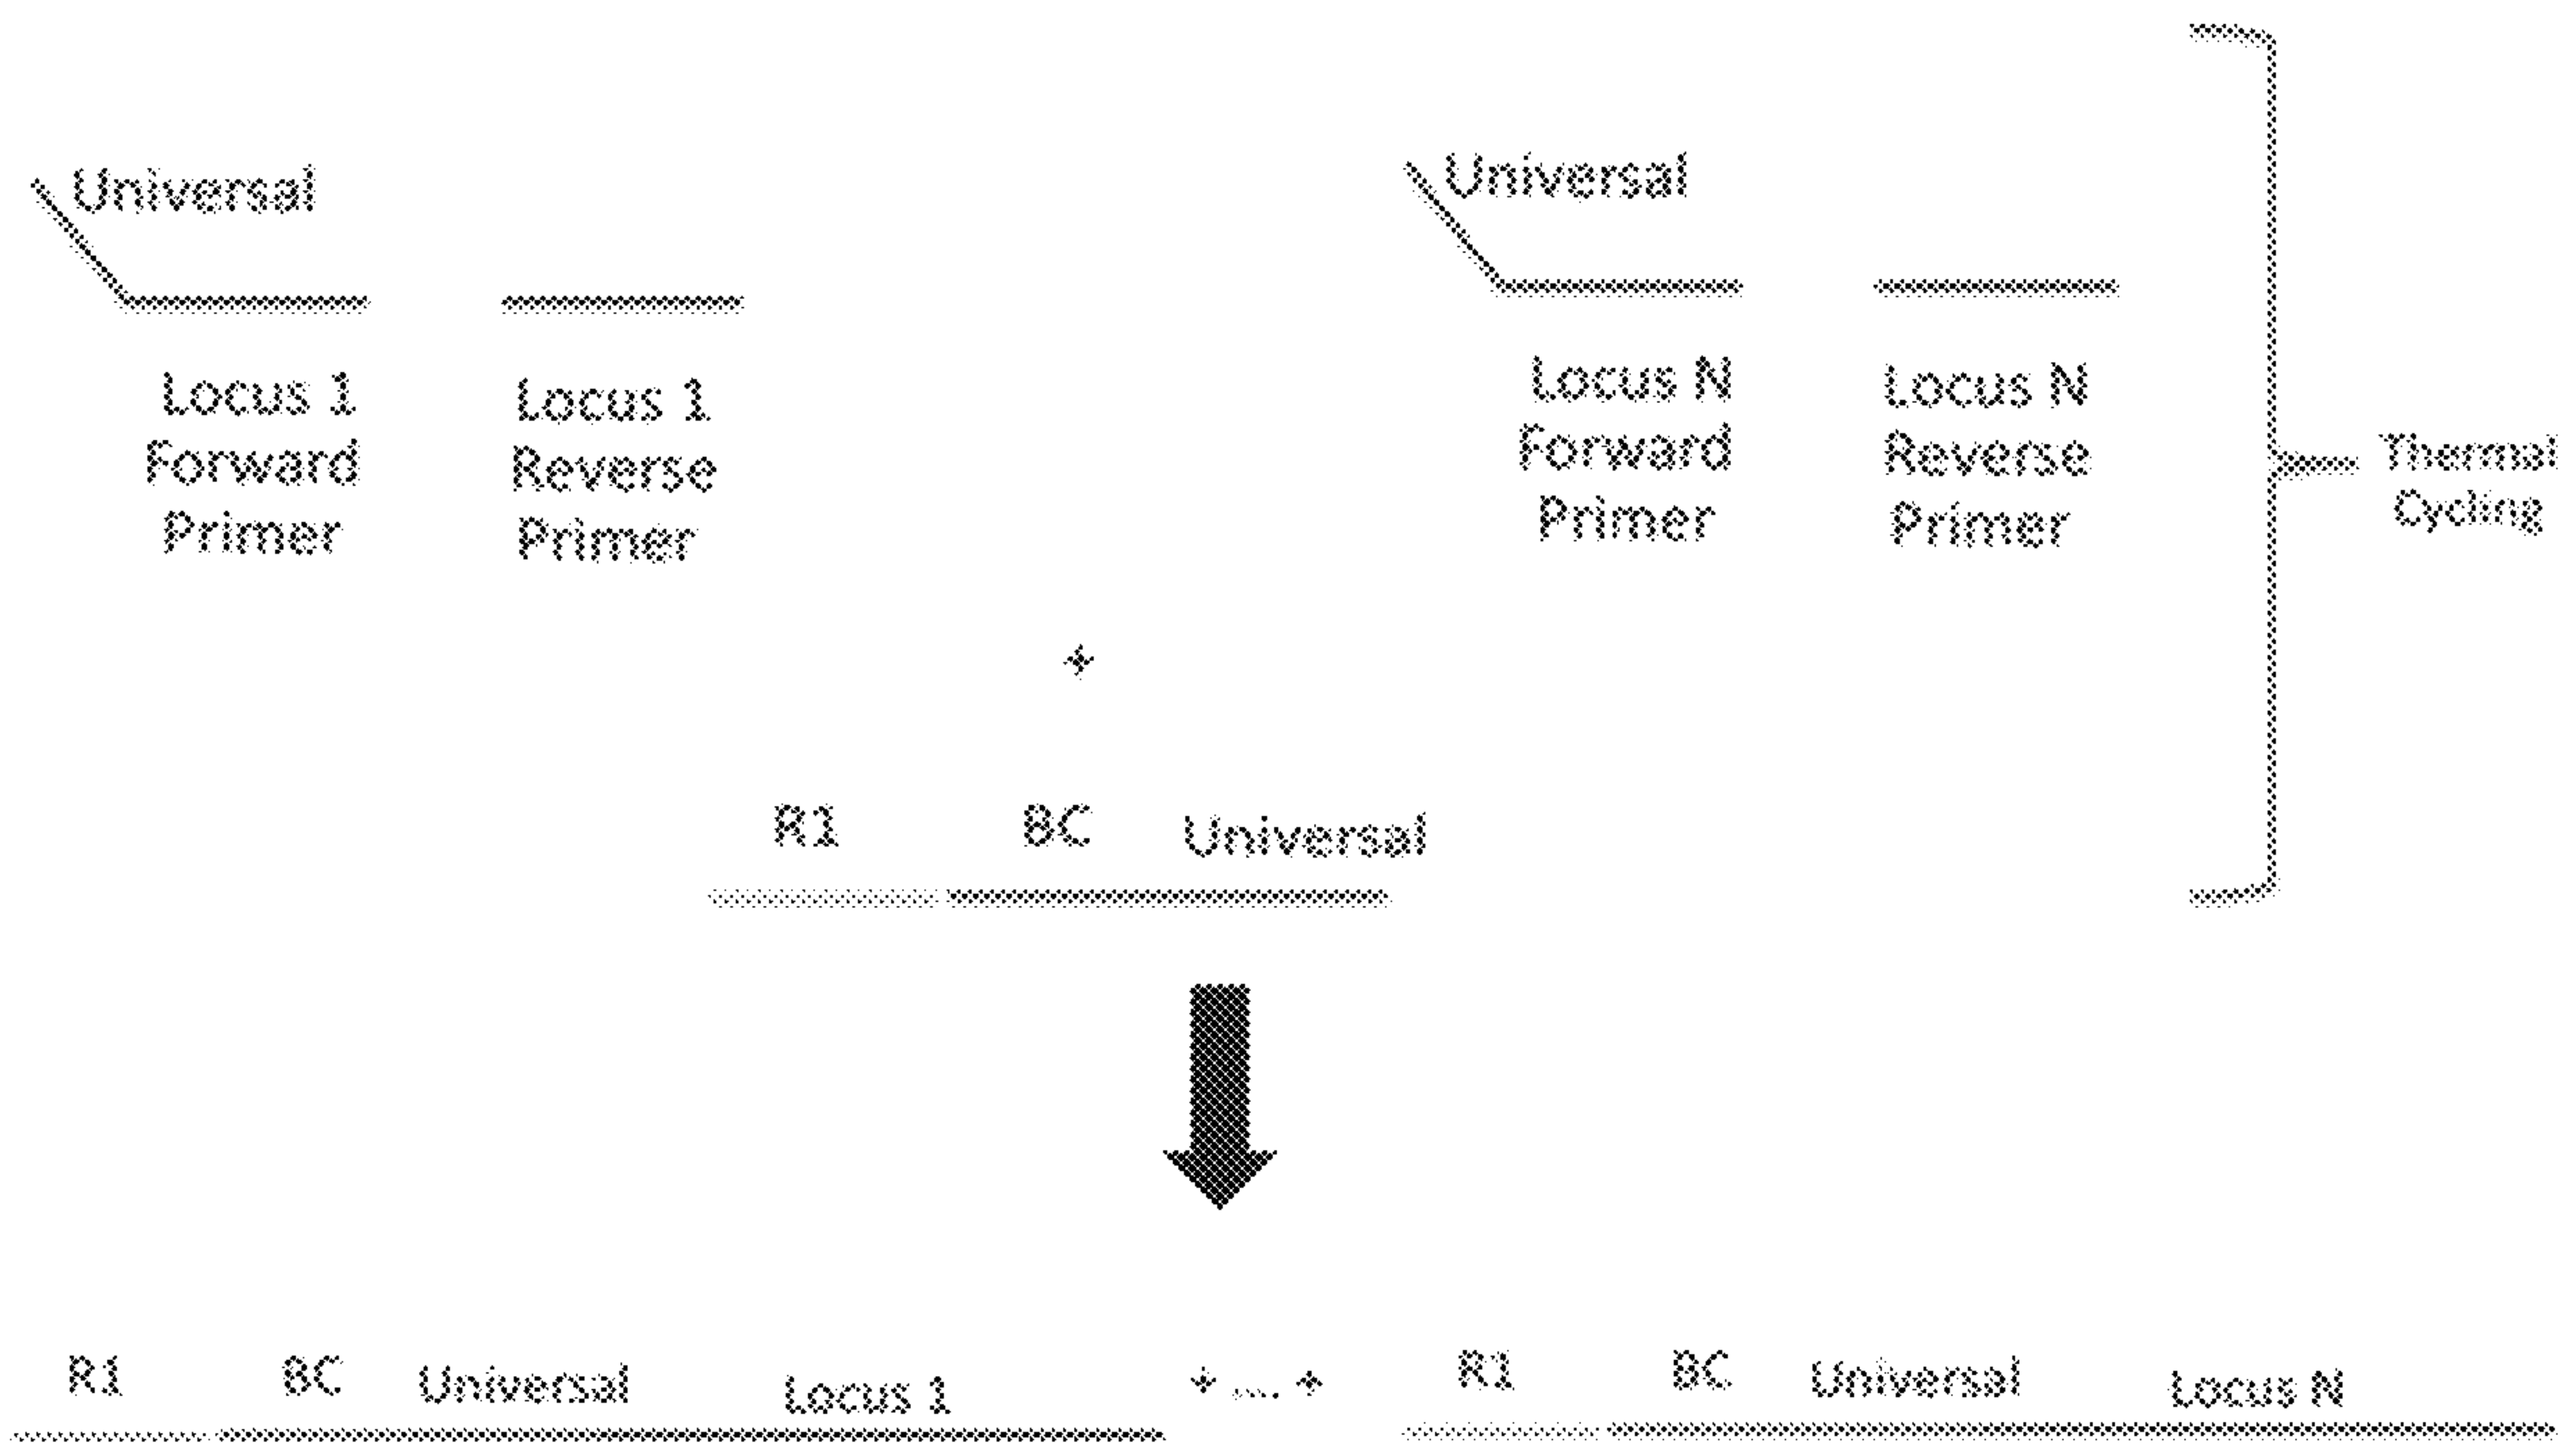 Universal
Universal
Locus 1
Forward
Primer
Locus 1
Reverse
Primer
Locus N
Forward
Primer
Locus N
Reverse
Primer
Thermal
Cycling
+
R1 BC Universal
R1 BC Universal Locus 1 + .... + R1 BC Universal Locus N